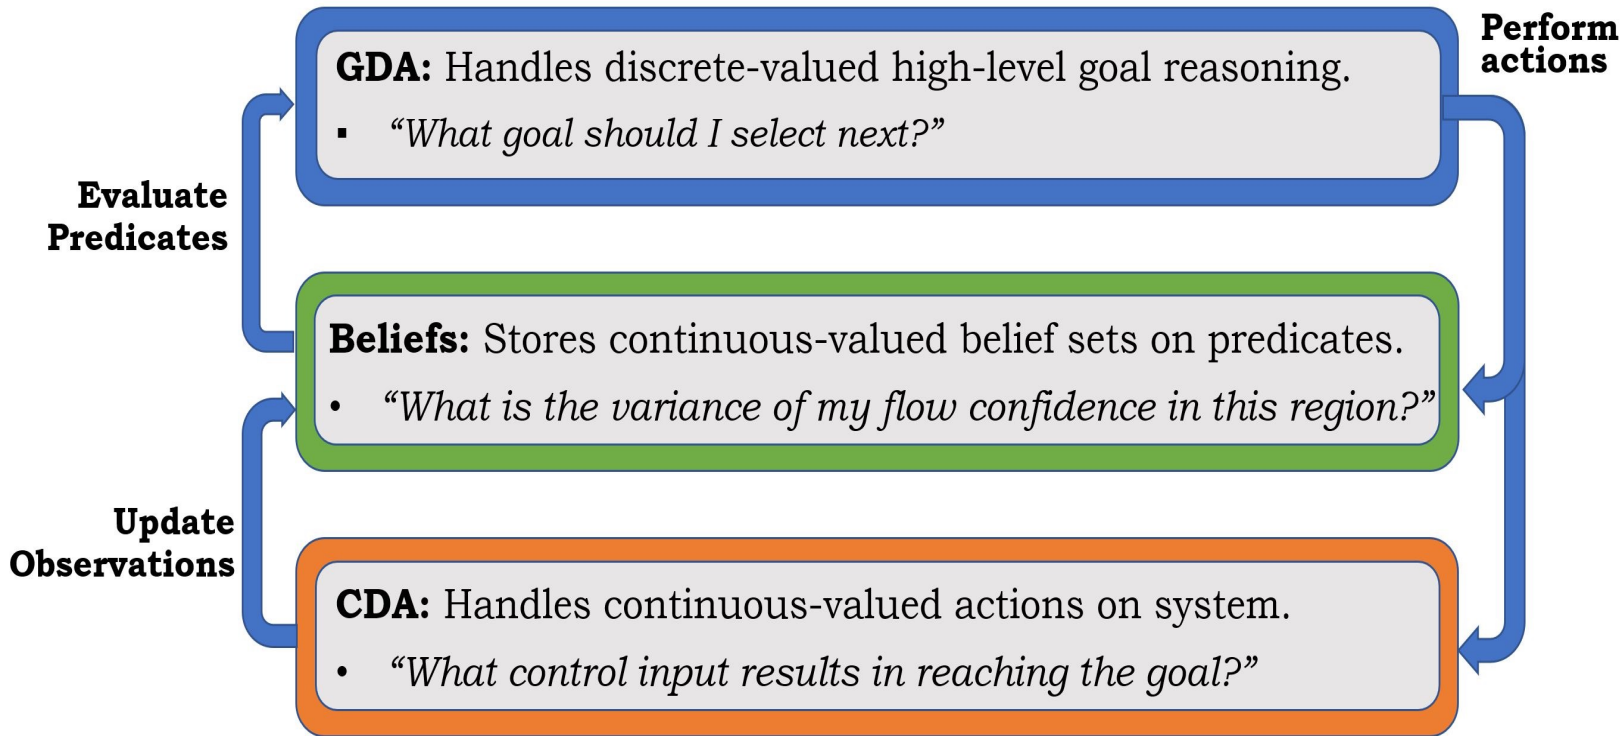 Perform
actions
GDA: Handles discrete-valued high-level goal reasoning.
▪ “What goal should I select next?”
Evaluate
Predicates
Beliefs: Stores continuous-valued belief sets on predicates.
• “What is the variance of my flow confidence in this region?”
Update
Observations
CDA: Handles continuous-valued actions on system.
• “What control input results in reaching the goal?”